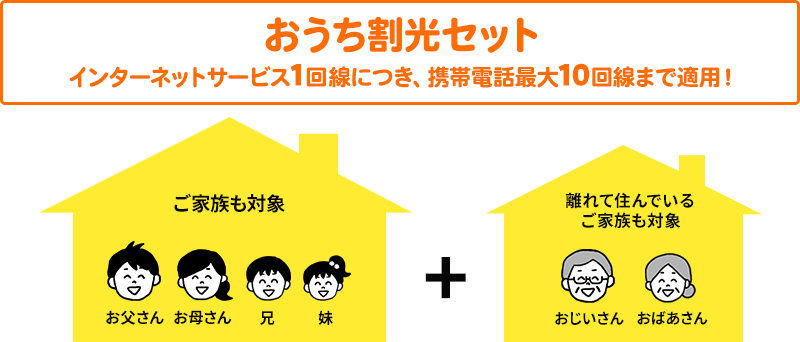 おうち割光セット
インターネットサービス1回線につき、携帯電話最大10回線まで適用！
ご家族も対象
お父さん お母さん 兄 妹
+
離れて住んでいる
ご家族も対象
おじいさん おばあさん